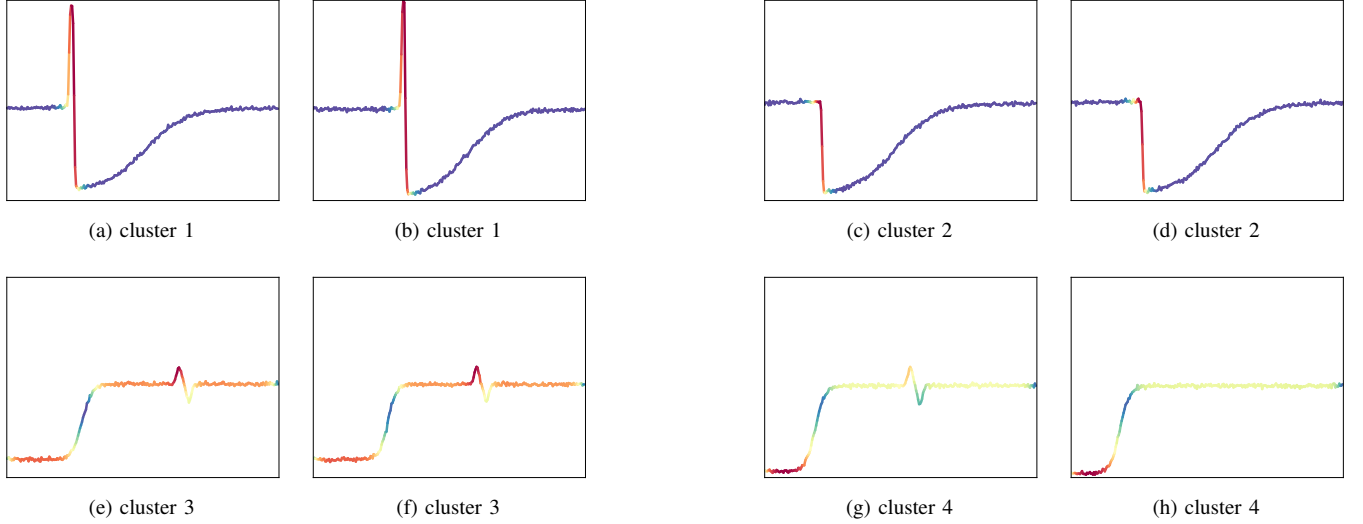 (a) cluster 1
(b) cluster 1
(c) cluster 2
(d) cluster 2
(e) cluster 3
(f) cluster 3
(g) cluster 4
(h) cluster 4